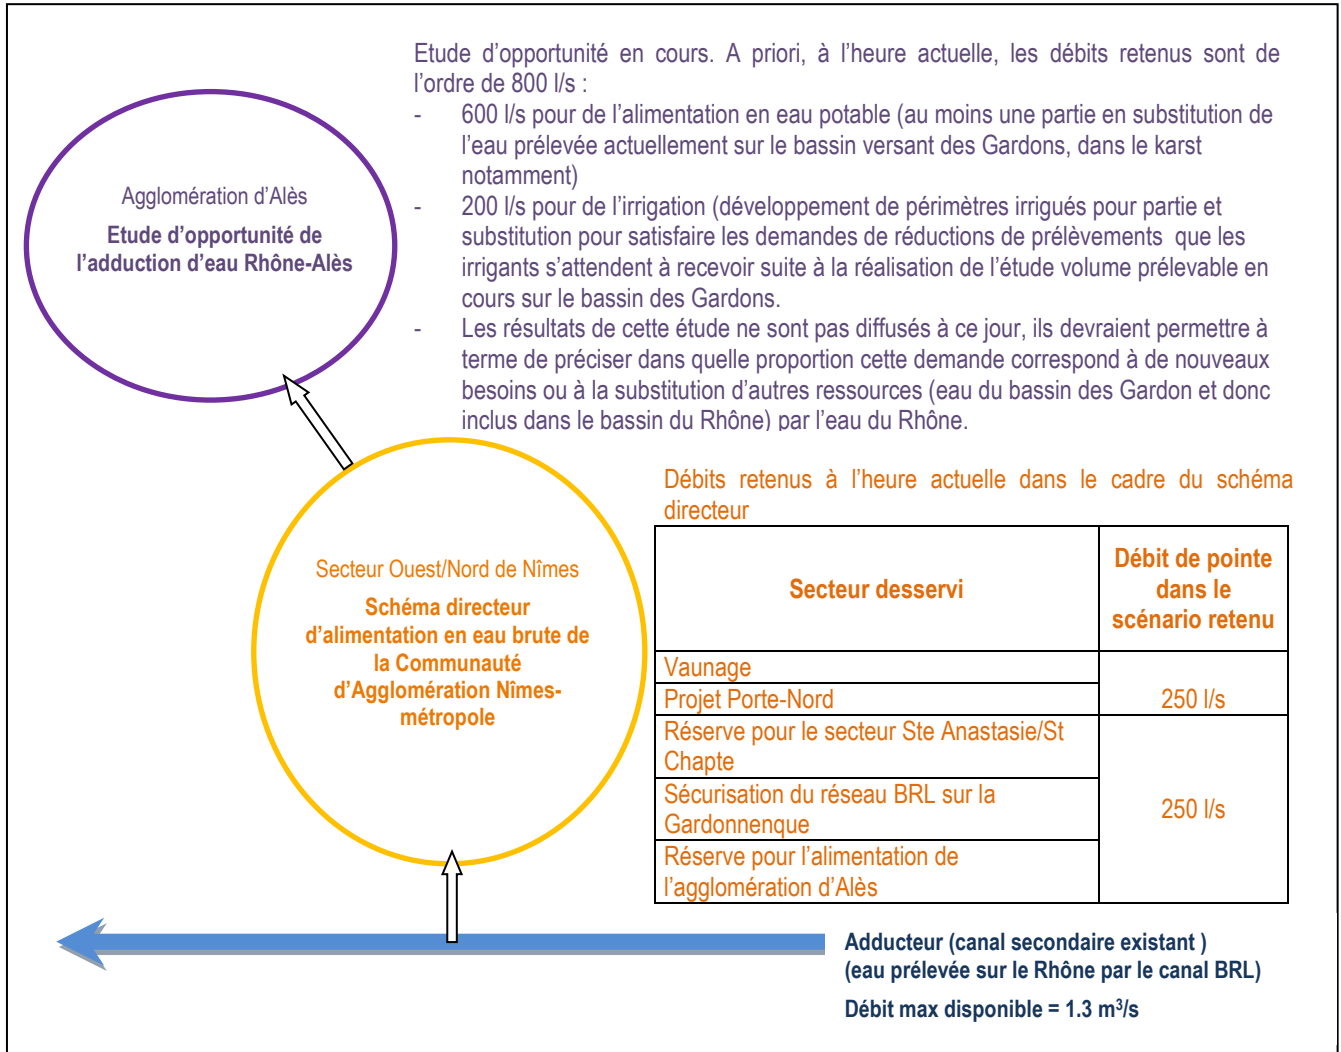 Etude d'opportunité en cours. A priori, à l'heure actuelle, les débits retenus sont de
l'ordre de 800 l/s :
- 600 l/s pour de l'alimentation en eau potable (au moins une partie en substitution de
l'eau prélevée actuellement sur le bassin versant des Gardons, dans le karst
notamment)
- 200 l/s pour de l'irrigation (développement de périmètres irrigués pour partie et
substitution pour satisfaire les demandes de réductions de prélèvements que les
irrigants s'attendent à recevoir suite à la réalisation de l'étude volume prélevable en
cours sur le bassin des Gardons.
- Les résultats de cette étude ne sont pas diffusés à ce jour, ils devraient permettre à
terme de préciser dans quelle proportion cette demande correspond à de nouveaux
besoins ou à la substitution d'autres ressources (eau du bassin des Gardon et donc
inclus dans le bassin du Rhône) par l'eau du Rhône.
Agglomération d'Alès
Etude d'opportunité de
l'adduction d'eau Rhône-Alès
Secteur Ouest/Nord de Nîmes
Schéma directeur
d'alimentation en eau brute de
la Communauté
d'Agglomération Nîmes-
métropole
Débits retenus à l'heure actuelle dans le cadre du schéma
directeur
Secteur desservi
Débit de pointe
dans le
scénario retenu
Vaunage
Projet Porte-Nord
250 l/s
Réserve pour le secteur Ste Anastasie/St
Chapte
Sécurisation du réseau BRL sur la
Gardonnenque
250 l/s
Réserve pour l'alimentation de
l'agglomération d'Alès
Adducteur (canal secondaire existant )
(eau prélevée sur le Rhône par le canal BRL)
Débit max disponible = 1.3 m³/s